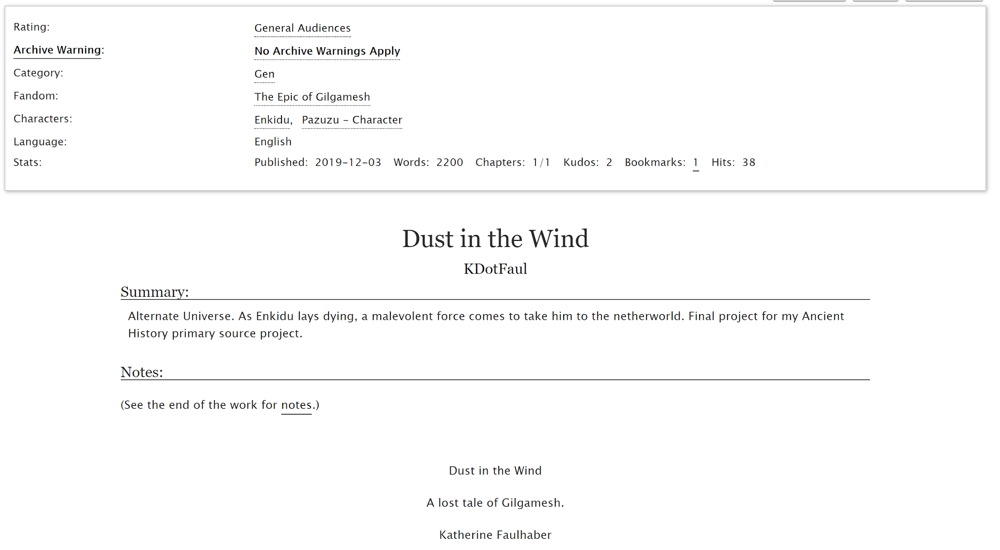 Rating: General Audiences
Archive Warning: No Archive Warnings Apply
Category: Gen
Fandom: The Epic of Gilgamesh
Characters: Enkidu, Pazuzu - Character
Language: English
Stats: Published: 2019-12-03 Words: 2200 Chapters: 1/1 Kudos: 2 Bookmarks: 1 Hits: 38
Dust in the Wind
KDotFaul
Summary:
Alternate Universe. As Enkidu lays dying, a malevolent force comes to take him to the netherworld. Final project for my Ancient
History primary source project.
Notes:
(See the end of the work for notes.)
Dust in the Wind
A lost tale of Gilgamesh.
Katherine Faulhaber